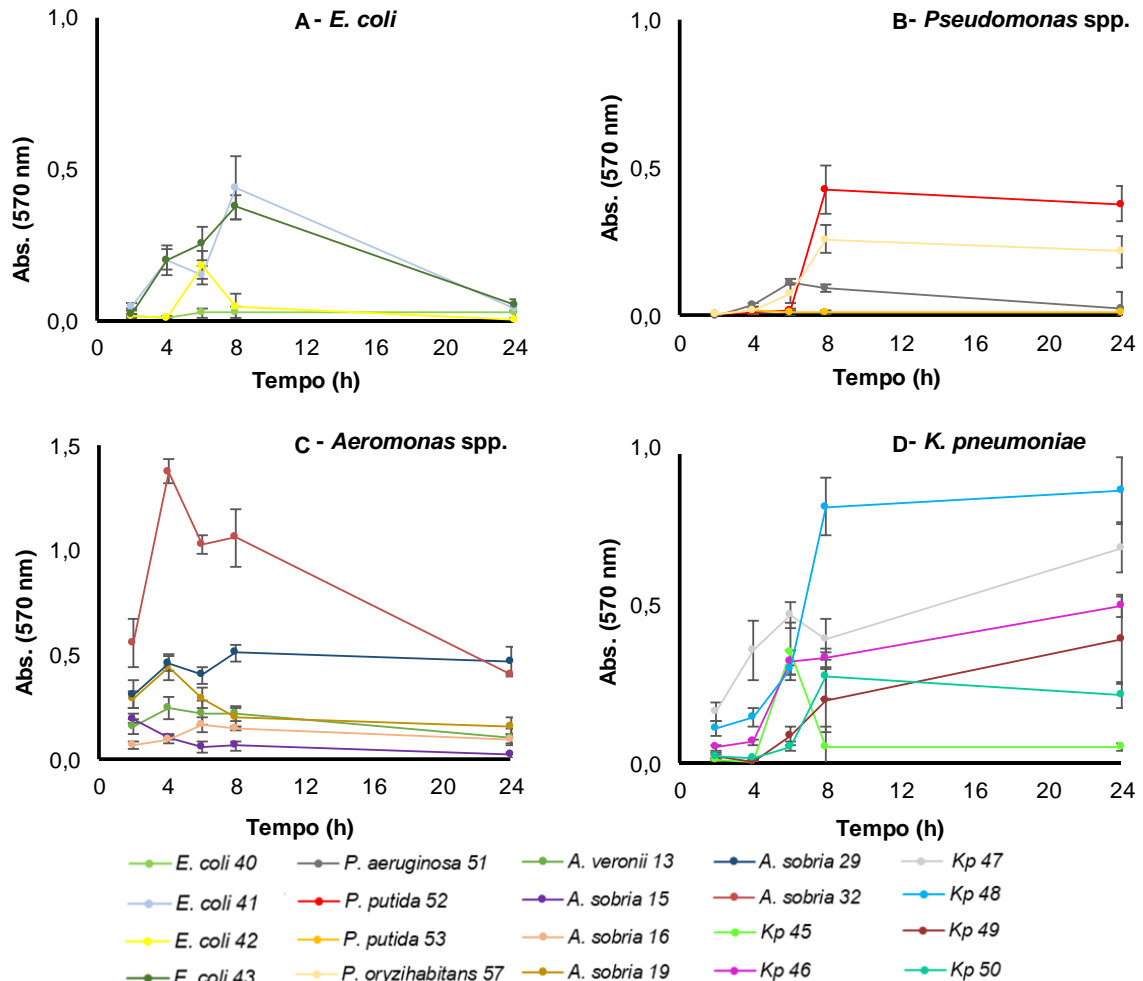 A - E. coli
1,0
0,5
0,0
Abs. (570 nm)
0 4 8 12 16 20 24
Tempo (h)
B- Pseudomonas spp.
1,0
0,5
0,0
Abs. (570 nm)
0 4 8 12 16 20 24
Tempo (h)
C - Aeromonas spp.
1,5
1,0
0,5
0,0
Abs. (570 nm)
0 4 8 12 16 20 24
Tempo (h)
D- K. pneumoniae
1,0
0,5
0,0
Abs. (570 nm)
0 4 8 12 16 20 24
Tempo (h)
E. coli 40 P. aeruginosa 51 A. veronii 13 A. sobria 29 Kp 47
E. coli 41 P. putida 52 A. sobria 15 A. sobria 32 Kp 48
E. coli 42 P. putida 53 A. sobria 16 Kp 45 Kp 49
E. coli 43 P. oryzihabitans 57 A. sobria 19 Kp 46 Kp 50